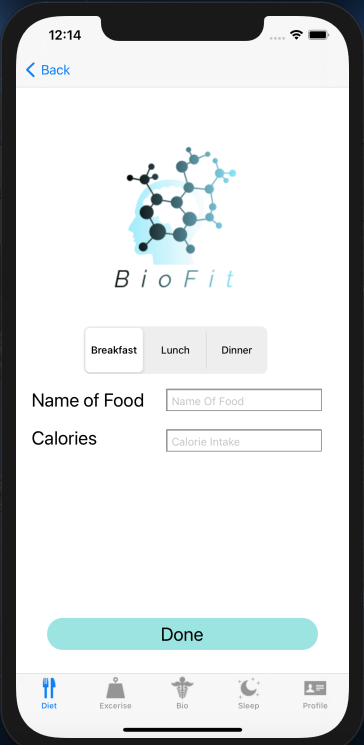 12:14
Back
BioFit
Breakfast Lunch Dinner
Name of Food Name Of Food
Calories Calorie Intake
Done
Diet Excerise Bio Sleep Profile